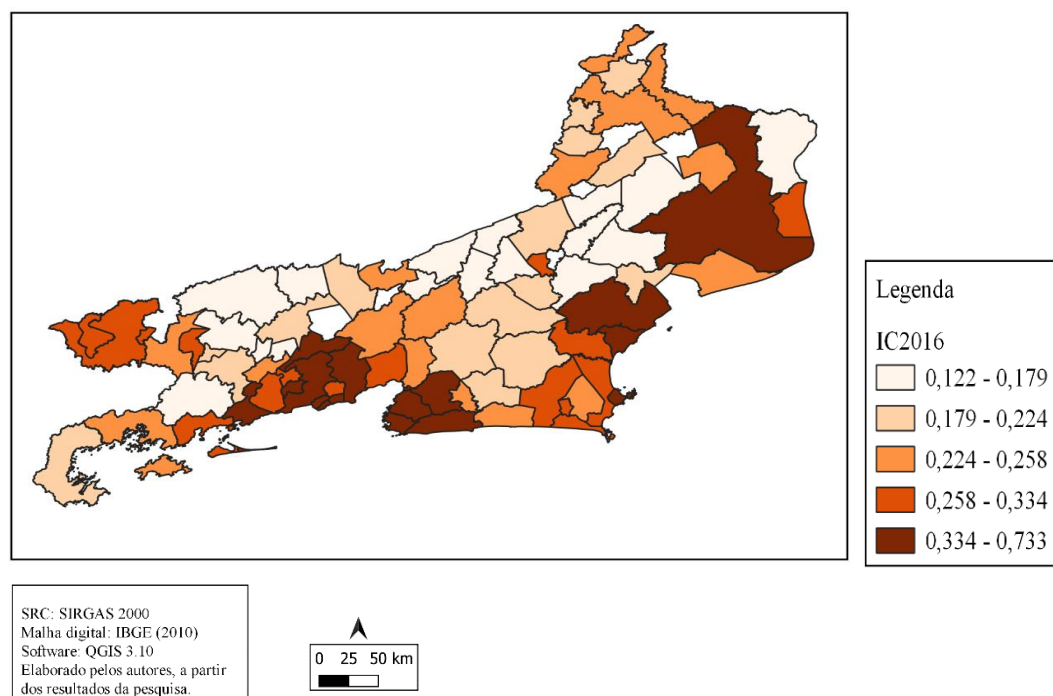 Legenda
IC2016
0,122 - 0,179
0,179 - 0,224
0,224 - 0,258
0,258 - 0,334
0,334 - 0,733
SRC: SIRGAS 2000
Malha digital: IBGE (2010)
Software: QGIS 3.10
Elaborado pelos autores, a partir
dos resultados da pesquisa.
0 25 50 km